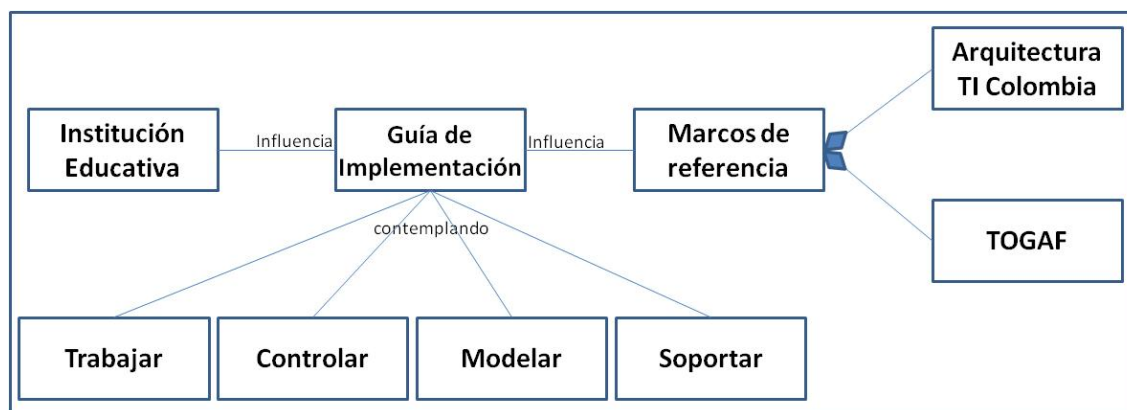 Arquitectura
TI Colombia
Institución
Educativa
Influencia
Guía de
Implementación
Influencia
Marcos de
referencia
TOGAF
contemplando
Trabajar
Controlar
Modelar
Soportar